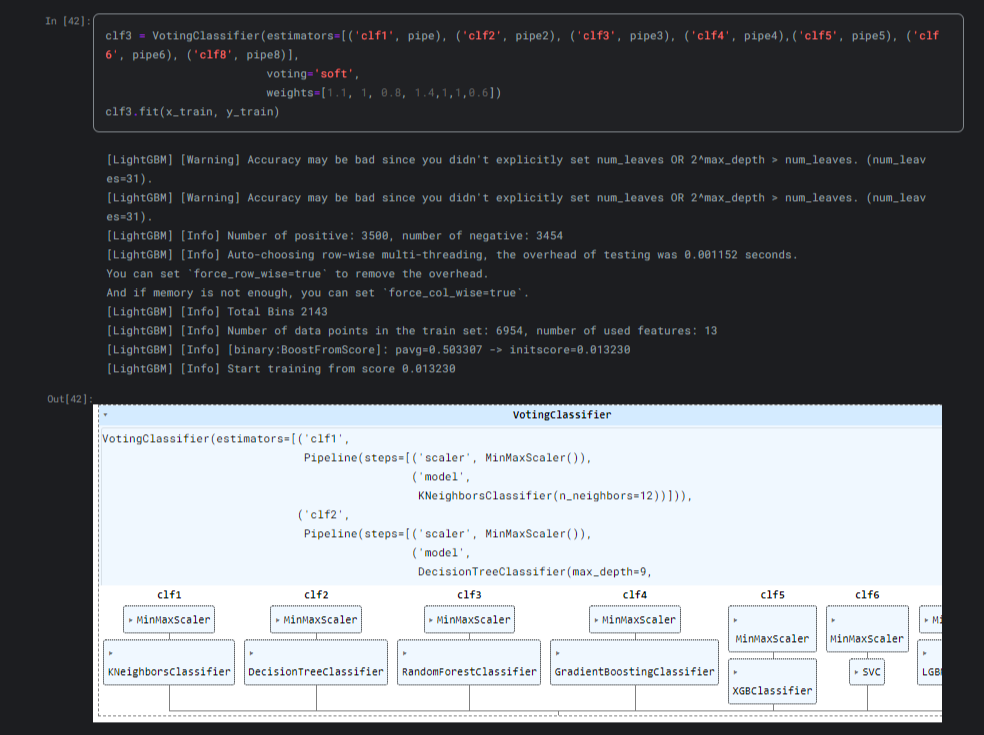 In [42]:
clf3 = VotingClassifier(estimators=[('clf1', pipe), ('clf2', pipe2), ('clf3', pipe3), ('clf4', pipe4),('clf5', pipe5), ('clf
6', pipe6), ('clf8', pipe8)],
voting='soft',
weights=[1.1, 1, 0.8, 1.4,1,1,0.6])
clf3.fit(x_train, y_train)
[LightGBM] [Warning] Accuracy may be bad since you didn't explicitly set num_leaves OR 2^max_depth > num_leaves. (num_leav
es=31).
[LightGBM] [Warning] Accuracy may be bad since you didn't explicitly set num_leaves OR 2^max_depth > num_leaves. (num_leav
es=31).
[LightGBM] [Info] Number of positive: 3500, number of negative: 3454
[LightGBM] [Info] Auto-choosing row-wise multi-threading, the overhead of testing was 0.001152 seconds.
You can set `force_row_wise=true` to remove the overhead.
And if memory is not enough, you can set `force_col_wise=true`.
[LightGBM] [Info] Total Bins 2143
[LightGBM] [Info] Number of data points in the train set: 6954, number of used features: 13
[LightGBM] [Info] [binary:BoostFromScore]: pavg=0.503307 -> initscore=0.013230
[LightGBM] [Info] Start training from score 0.013230
Out[42]:
VotingClassifier
VotingClassifier(estimators=[('clf1',
Pipeline(steps=[('scaler', MinMaxScaler()),
('model',
KNeighborsClassifier(n_neighbors=12))])),
('clf2',
Pipeline(steps=[('scaler', MinMaxScaler()),
('model',
DecisionTreeClassifier(max_depth=9,
clf1 clf2 clf3 clf4 clf5 clf6
MinMaxScaler MinMaxScaler MinMaxScaler MinMaxScaler MinMaxScaler MinMaxScaler Mi
KNeighborsClassifier DecisionTreeClassifier RandomForestClassifier GradientBoostingClassifier XGBClassifier SVC LGB